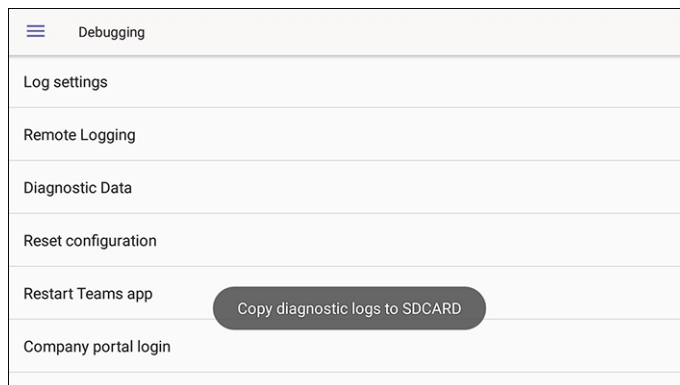 Debugging
Log settings
Remote Logging
Diagnostic Data
Reset configuration
Restart Teams app
Copy diagnostic logs to SDCARD
Company portal login